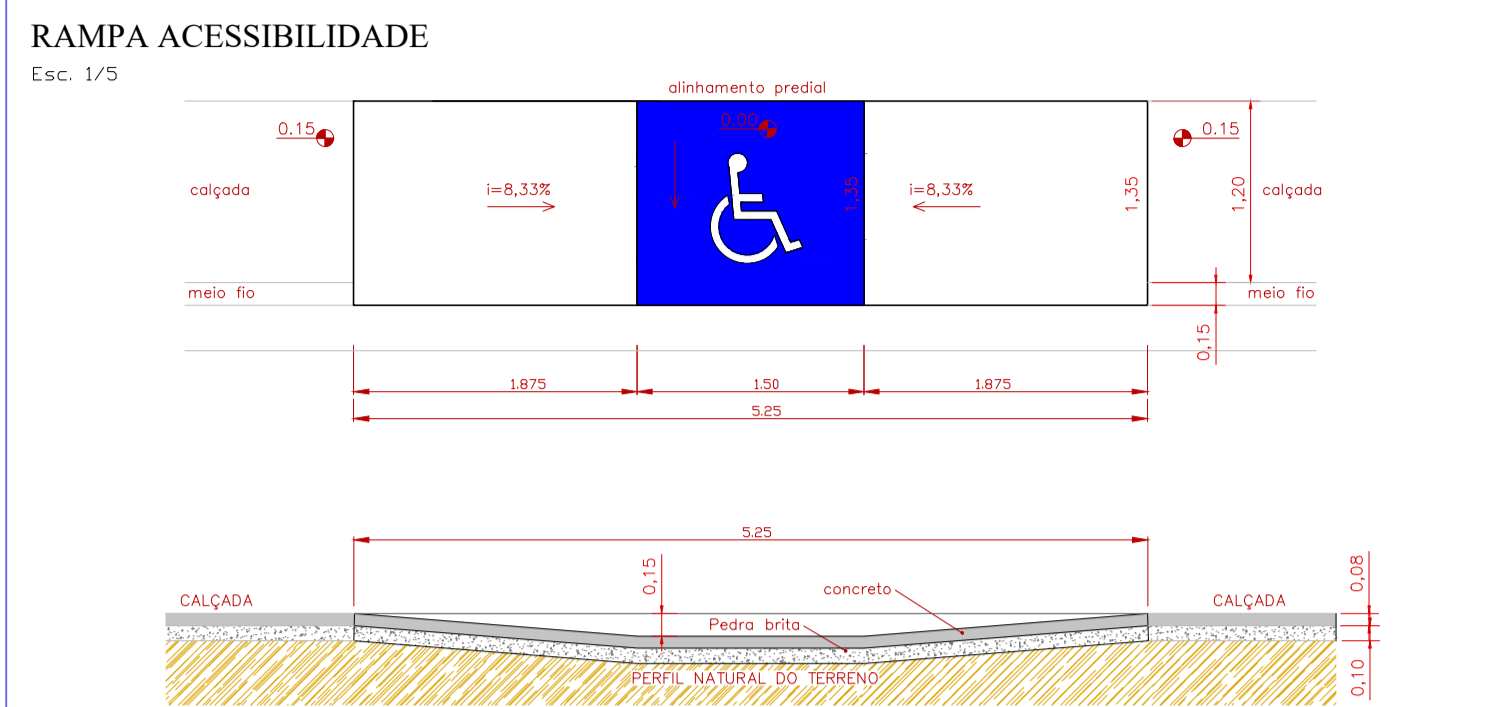 RAMPA ACESSIBILIDADE
Esc. 1/5
alinhamento predial
0.15
0.00
0.15
calçada
i=8,33%
1,35
i=8,33%
1,35
1,20
calçada
meio fio
meio fio
0,15
1.875
1.50
1.875
5.25
5.25
0,15
0,08
CALÇADA
concreto
CALÇADA
Pedra brita
PERFIL NATURAL DO TERRENO
0,10